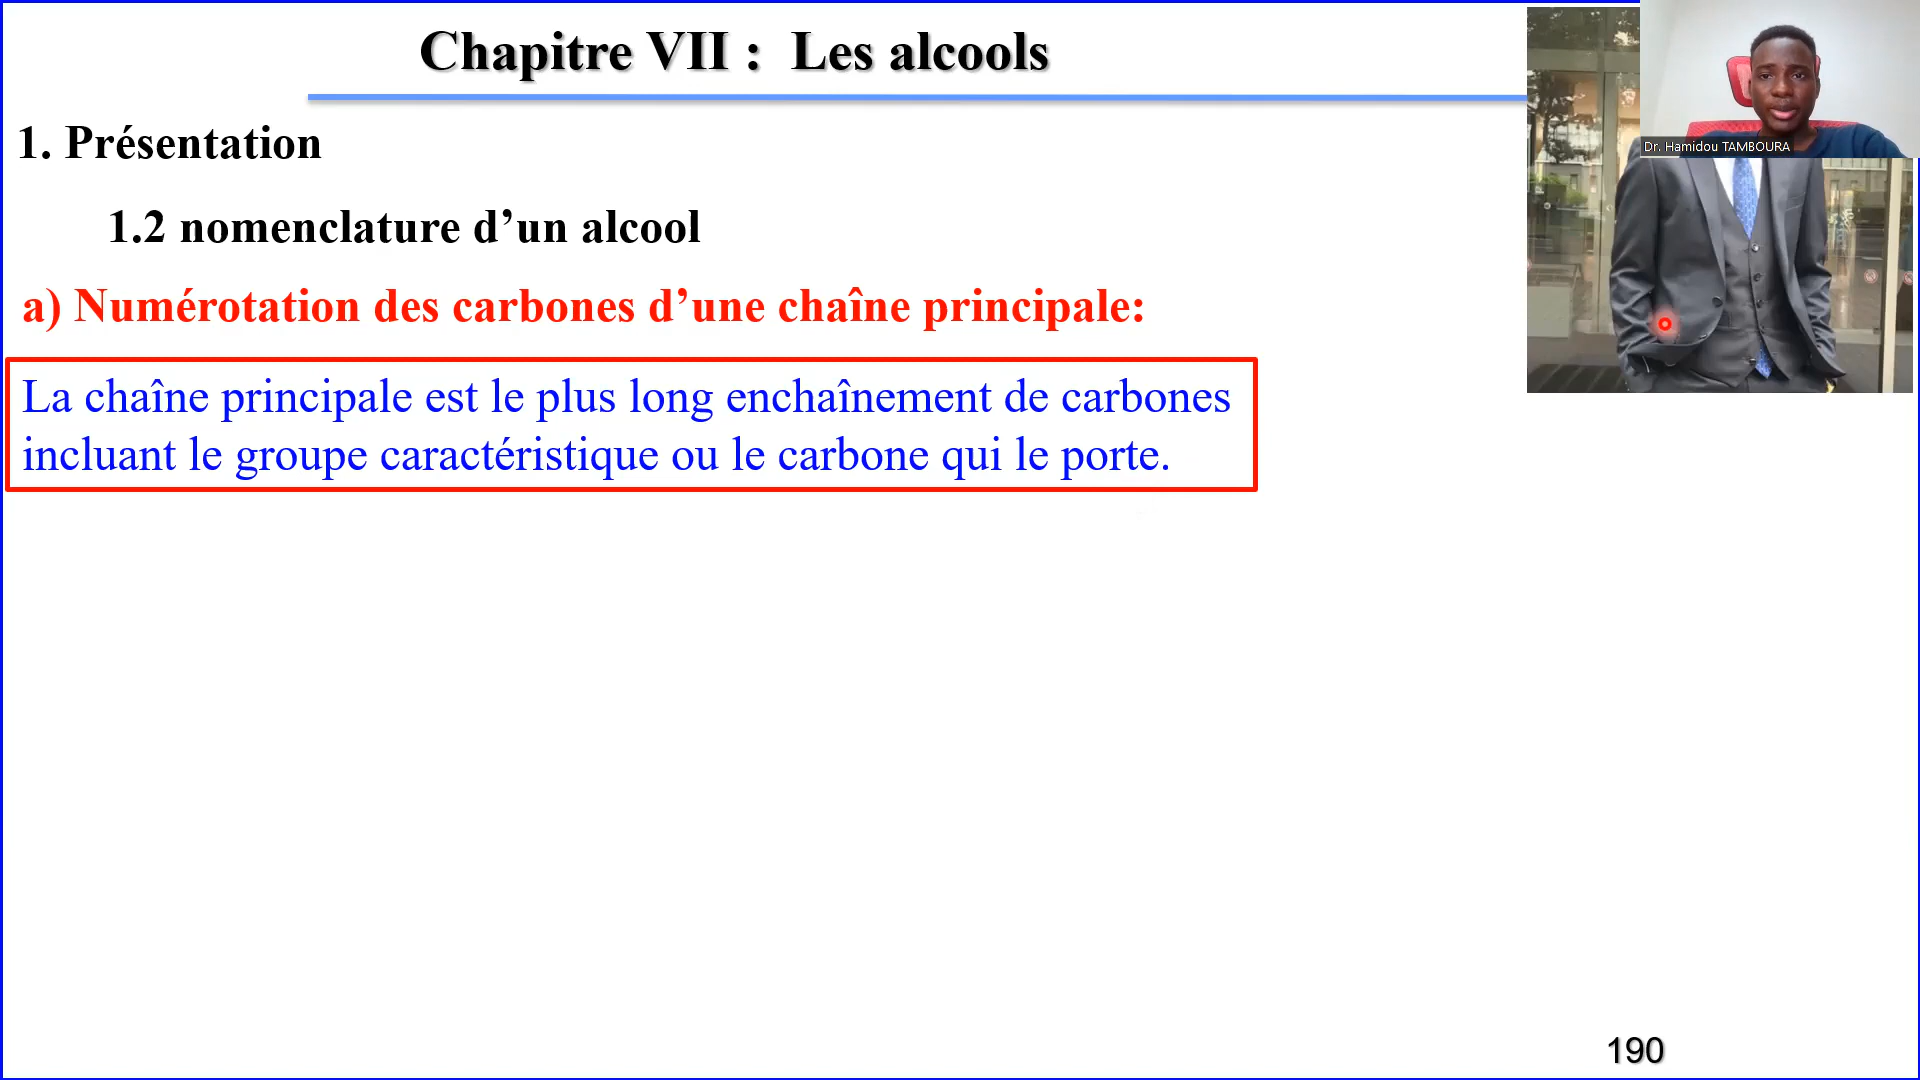 Chapitre VII : Les alcools
Dr. Hamidou TAMBOURA
1. Présentation
1.2 nomenclature d’un alcool
a) Numérotation des carbones d’une chaîne principale:
La chaîne principale est le plus long enchaînement de carbones
incluant le groupe caractéristique ou le carbone qui le porte.
190